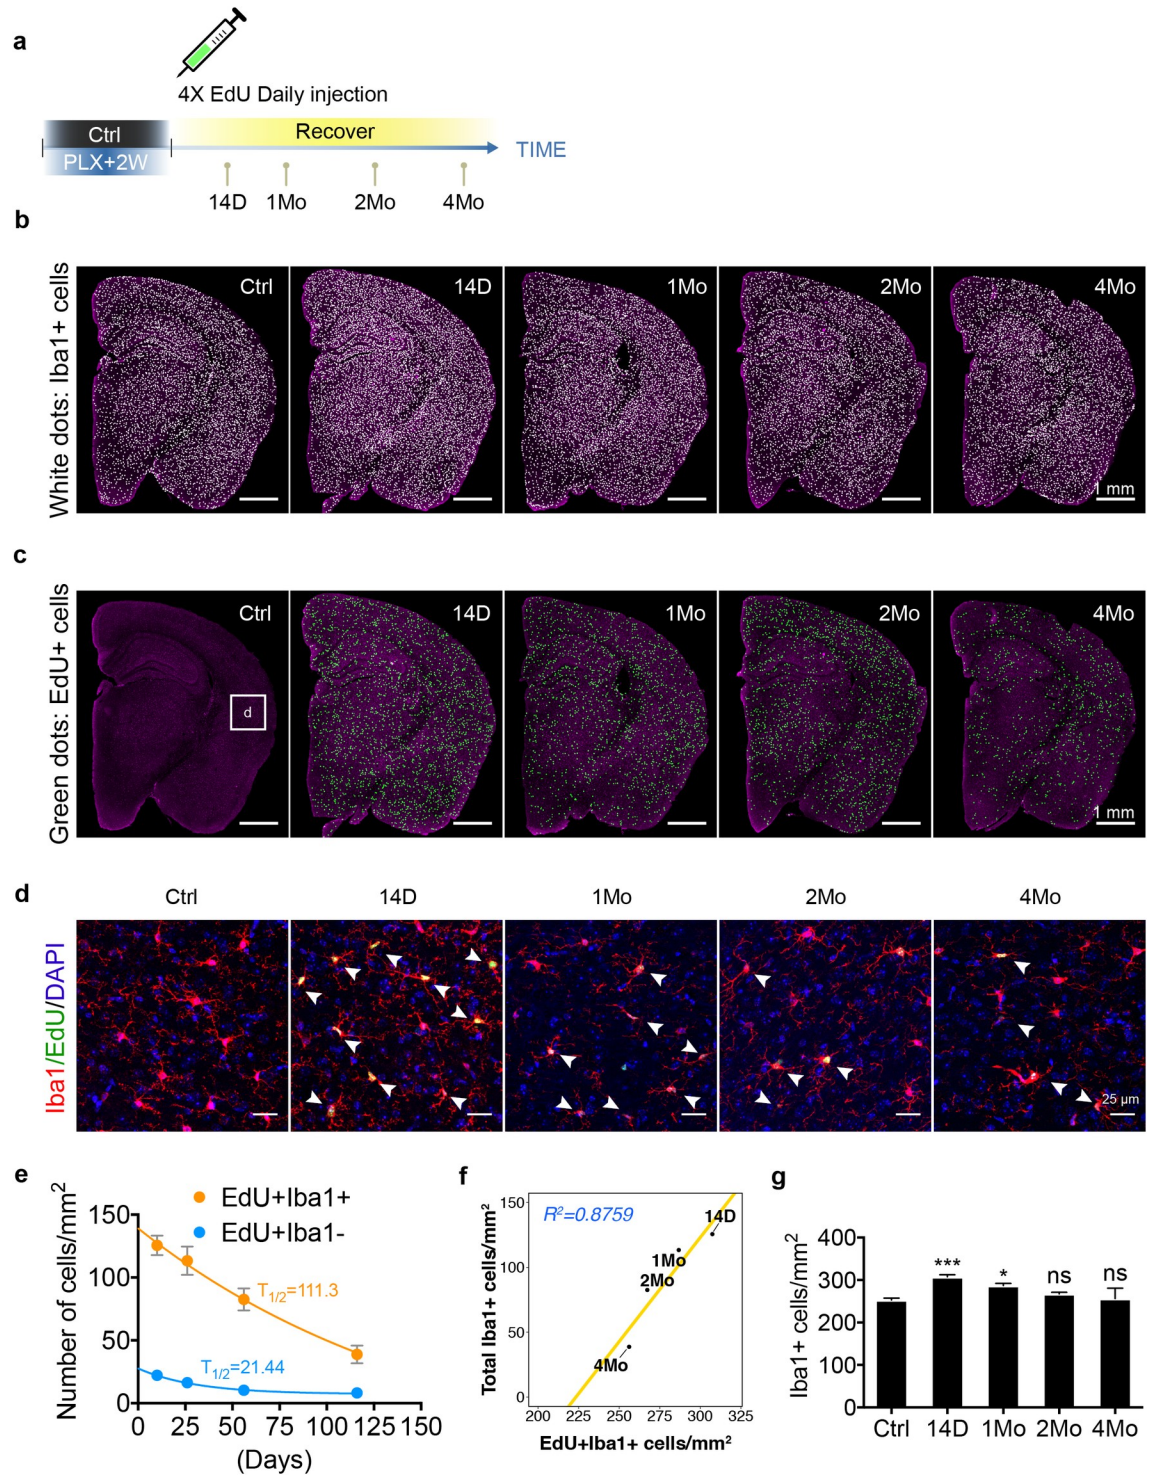 a
4X EdU Daily injection
Ctrl
Recover
PLX+2W
TIME
14D 1Mo 2Mo 4Mo
b
White dots: Iba1+ cells
Ctrl 14D 1Mo 2Mo 4Mo
1 mm
c
Green dots: EdU+ cells
Ctrl 14D 1Mo 2Mo 4Mo
d
1 mm
d
Ctrl 14D 1Mo 2Mo 4Mo
Iba1/EdU/DAPI
25 µm
e
Number of cells/mm2
EdU+Iba1+
EdU+Iba1-
150
100
50
0
T1/2=111.3
T1/2=21.44
0 25 50 75 100 125 150
(Days)
f
Total Iba1+ cells/mm2
R2=0.8759
150
100
50
0
14D
1Mo
2Mo
4Mo
200 225 250 275 300 325
EdU+Iba1+ cells/mm2
g
Iba1+ cells/mm2
400
300
200
100
0
*** * ns ns
Ctrl 14D 1Mo 2Mo 4Mo